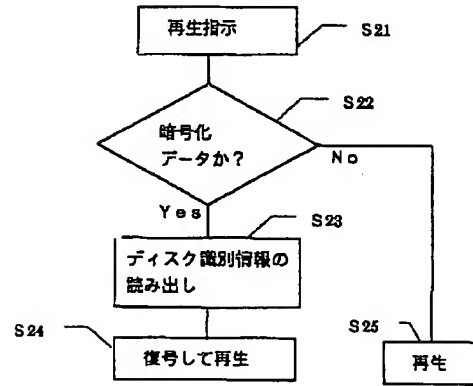 再生指示
S21
S22
暗号化
データか?
No
Yes
S23
ディスク識別情報の
読み出し
S24
復号して再生
S25
再生